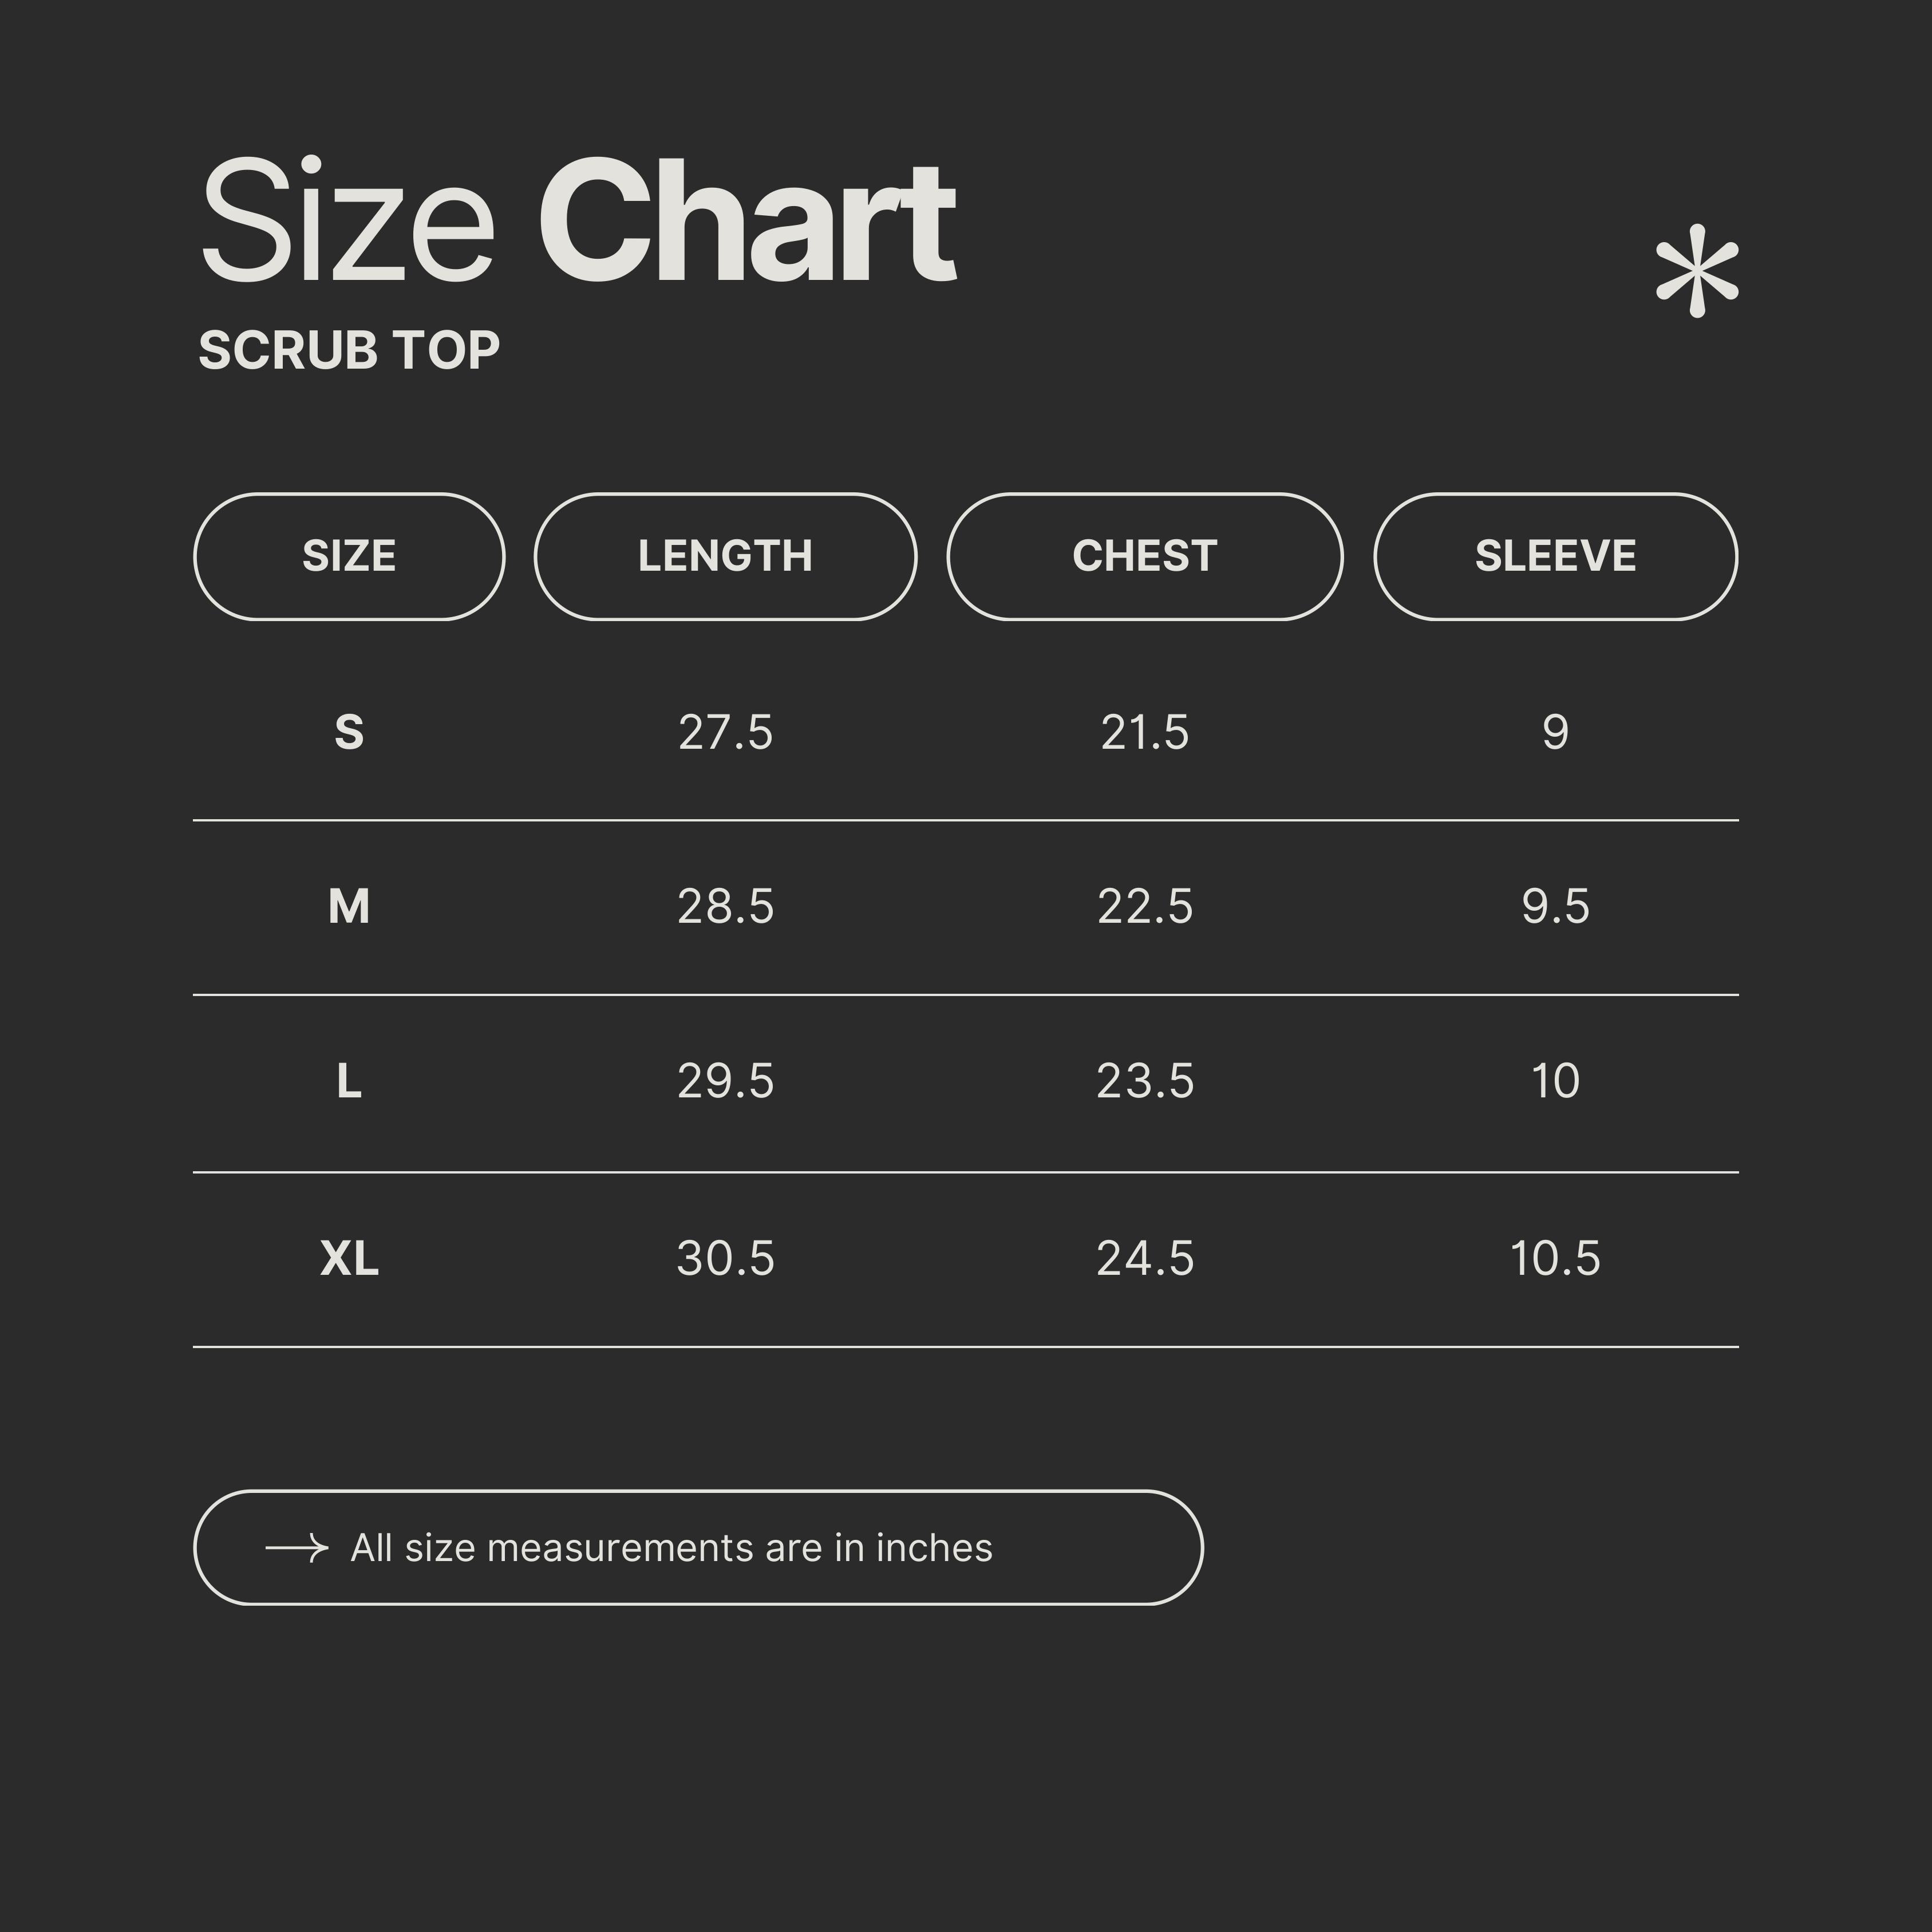 Size Chart
SCRUB TOP
SIZE LENGTH CHEST SLEEVE
S 27.5 21.5 9
M 28.5 22.5 9.5
L 29.5 23.5 10
XL 30.5 24.5 10.5
All size measurements are in inches